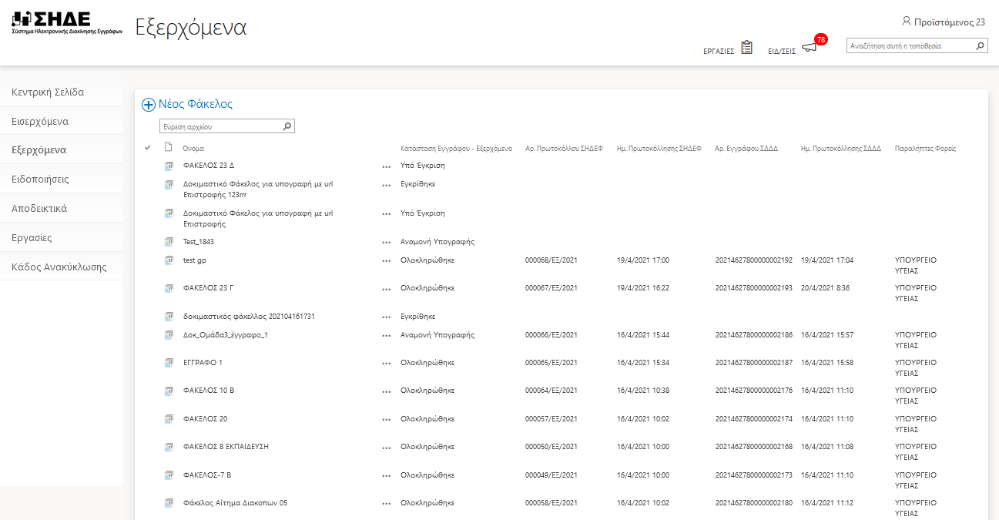 ΣΗΔΕ
Σύστημα Ηλεκτρονικής Διακίνησης Εγγράφων
Εξερχόμενα
Προϊστάμενος 23
ΕΡΓΑΣΙΕΣ ΕΙΔ/ΣΕΙΣ 78
Αναζήτηση αυτή η τοποθεσία
Κεντρική Σελίδα
Εισερχόμενα
Εξερχόμενα
Ειδοποιήσεις
Αποδεικτικά
Εργασίες
Κάδος Ανακύκλωσης
Νέος Φάκελος
Εύρεση αρχείου
Όνομα Κατάσταση Εγγράφου - Εξερχόμενο Αρ. Πρωτοκόλλου ΣΗΔΕΦ Ημ. Πρωτοκόλλησης ΣΗΔΕΦ Αρ. Εγγράφου ΣΔΔΔ Ημ. Πρωτοκόλλησης ΣΔΔΔ Παραλήπτες Φορείς
ΦΑΚΕΛΟΣ 23 Δ ... Υπό Έγκριση
Δοκιμαστικό Φάκελος για υπογραφή με url ... Εγκρίθηκε
Επιστροφής 123rrr
Δοκιμαστικό Φάκελος για υπογραφή με url ... Υπό Έγκριση
Επιστροφής
Test_1843 ... Αναμονή Υπογραφής
test gp ... Ολοκληρώθηκε 000068/ΕΞ/2021 19/4/2021 17:00 20214627800000002192 19/4/2021 17:04 ΥΠΟΥΡΓΕΙΟ
ΥΓΕΙΑΣ
ΦΑΚΕΛΟΣ 23 Γ ... Ολοκληρώθηκε 000067/ΕΞ/2021 19/4/2021 16:22 20214627800000002193 20/4/2021 8:36 ΥΠΟΥΡΓΕΙΟ
ΥΓΕΙΑΣ
δοκιμαστικός φάκελλος 202104161731 ... Εγκρίθηκε
Δοκ_Ομάδα3_έγγραφο_1 ... Αναμονή Υπογραφής 000066/ΕΞ/2021 16/4/2021 15:44 20214627800000002186 16/4/2021 15:57 ΥΠΟΥΡΓΕΙΟ
ΥΓΕΙΑΣ
ΕΓΓΡΑΦΟ 1 ... Ολοκληρώθηκε 000065/ΕΞ/2021 16/4/2021 15:34 20214627800000002187 16/4/2021 15:58 ΥΠΟΥΡΓΕΙΟ
ΥΓΕΙΑΣ
ΦΑΚΕΛΟΣ 10 Β ... Ολοκληρώθηκε 000064/ΕΞ/2021 16/4/2021 10:38 20214627800000002176 16/4/2021 11:10 ΥΠΟΥΡΓΕΙΟ
ΥΓΕΙΑΣ
ΦΑΚΕΛΟΣ 20 ... Ολοκληρώθηκε 000057/ΕΞ/2021 16/4/2021 10:02 20214627800000002174 16/4/2021 11:10 ΥΠΟΥΡΓΕΙΟ
ΥΓΕΙΑΣ
ΦΑΚΕΛΟΣ 8 ΕΚΠΑΙΔΕΥΣΗ ... Ολοκληρώθηκε 000050/ΕΞ/2021 16/4/2021 10:00 20214627800000002168 16/4/2021 11:08 ΥΠΟΥΡΓΕΙΟ
ΥΓΕΙΑΣ
ΦΑΚΕΛΟΣ-7 Β ... Ολοκληρώθηκε 000049/ΕΞ/2021 16/4/2021 10:00 20214627800000002173 16/4/2021 11:10 ΥΠΟΥΡΓΕΙΟ
ΥΓΕΙΑΣ
Φάκελος Αίτημα Διακοπων 05 ... Ολοκληρώθηκε 000058/ΕΞ/2021 16/4/2021 10:02 20214627800000002180 16/4/2021 11:12 ΥΠΟΥΡΓΕΙΟ
ΥΓΕΙΑΣ